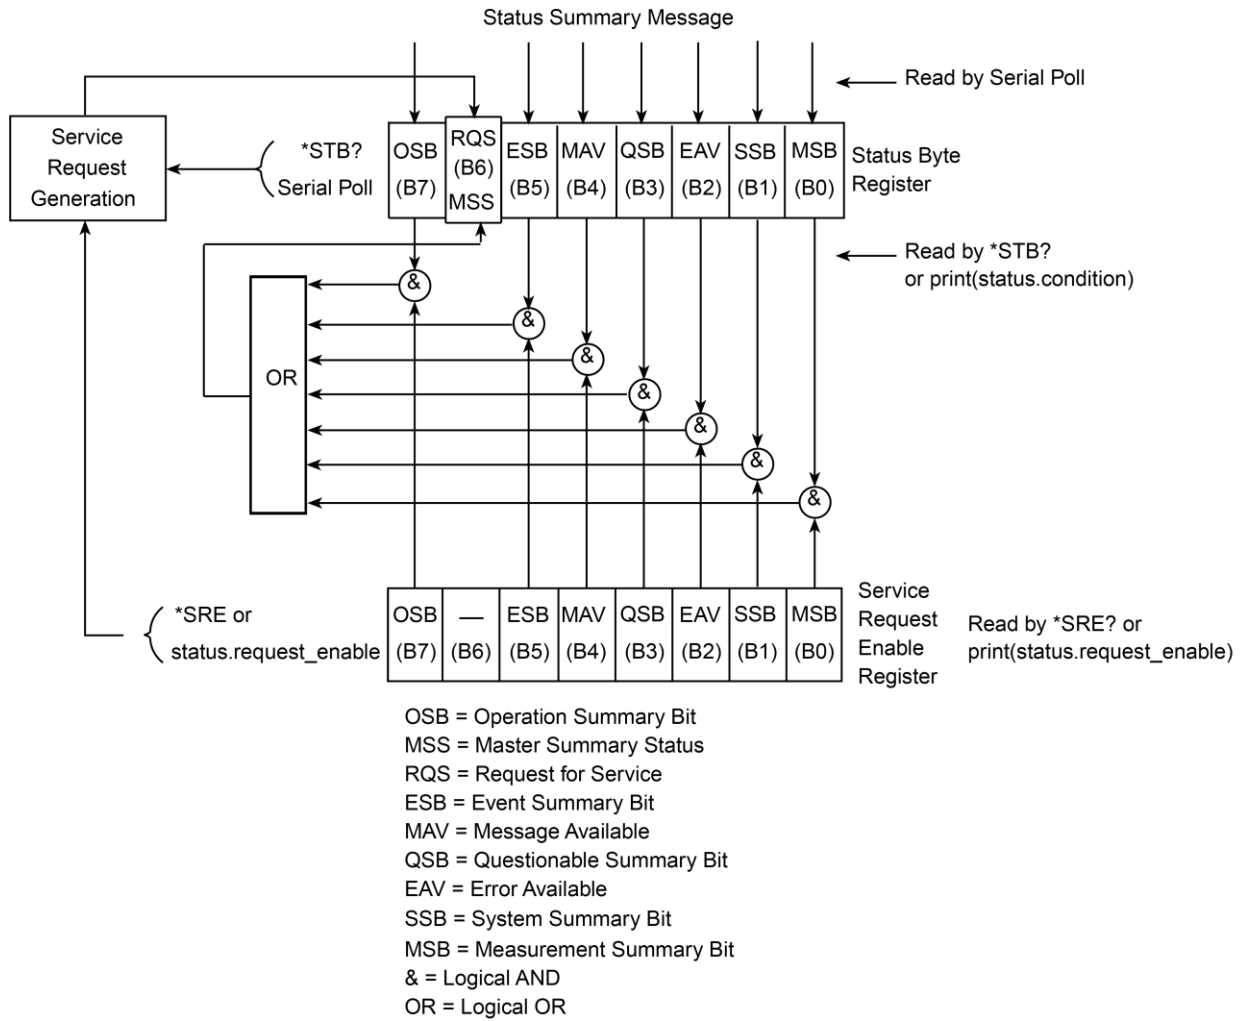 Status Summary Message
Read by Serial Poll
Service
Request
Generation
*STB?
Serial Poll
OSB
(B7)
RQS
(B6)
MSS
ESB
(B5)
MAV
(B4)
QSB
(B3)
EAV
(B2)
SSB
(B1)
MSB
(B0)
Status Byte
Register
Read by *STB?
or print(status.condition)
&
&
&
&
&
&
&
OR
*SRE or
status.request_enable
OSB
(B7)
—
(B6)
ESB
(B5)
MAV
(B4)
QSB
(B3)
EAV
(B2)
SSB
(B1)
MSB
(B0)
Service
Request
Enable
Register
Read by *SRE? or
print(status.request_enable)
OSB = Operation Summary Bit
MSS = Master Summary Status
RQS = Request for Service
ESB = Event Summary Bit
MAV = Message Available
QSB = Questionable Summary Bit
EAV = Error Available
SSB = System Summary Bit
MSB = Measurement Summary Bit
& = Logical AND
OR = Logical OR